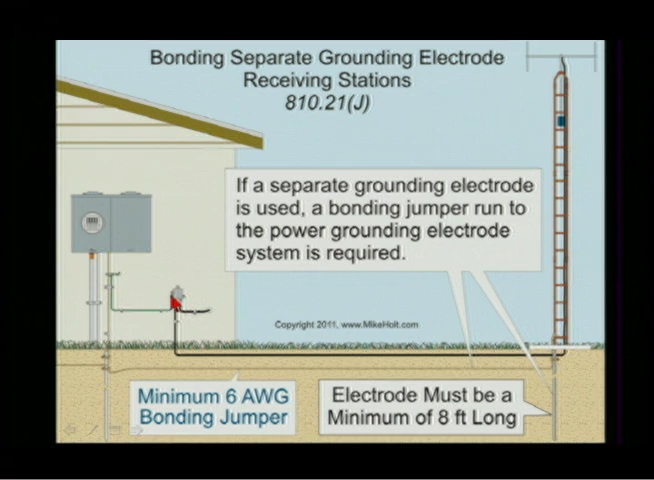 Bonding Separate Grounding Electrode
Receiving Stations
810.21(J)
If a separate grounding electrode
is used, a bonding jumper run to
the power grounding electrode
system is required.
Copyright 2011, www.MikeHolt.com
Minimum 6 AWG
Bonding Jumper
Electrode Must be a
Minimum of 8 ft Long